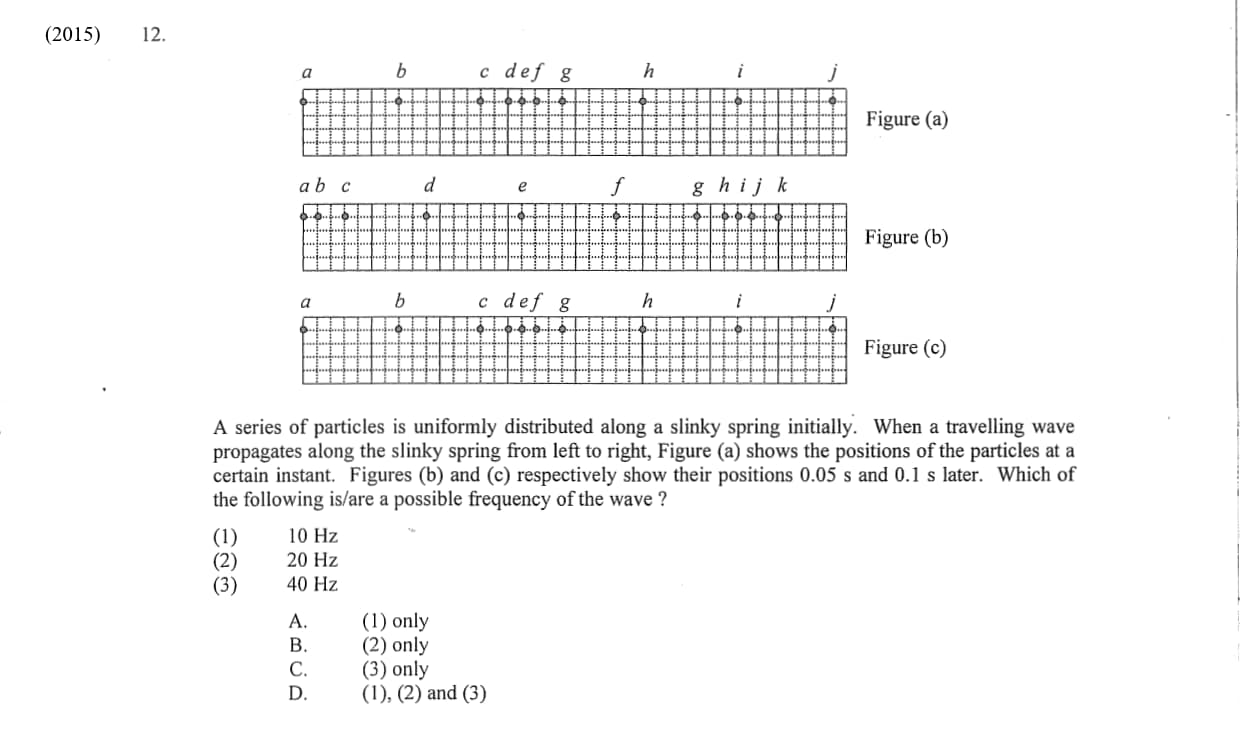 (2015) 12.
a b c d e f g h i j
Figure (a)
a b c d e f g h i j k
Figure (b)
a b c d e f g h i j
Figure (c)
A series of particles is uniformly distributed along a slinky spring initially. When a travelling wave
propagates along the slinky spring from left to right, Figure (a) shows the positions of the particles at a
certain instant. Figures (b) and (c) respectively show their positions 0.05 s and 0.1 s later. Which of
the following is/are a possible frequency of the wave ?
(1) 10 Hz
(2) 20 Hz
(3) 40 Hz
A. (1) only
B. (2) only
C. (3) only
D. (1), (2) and (3)